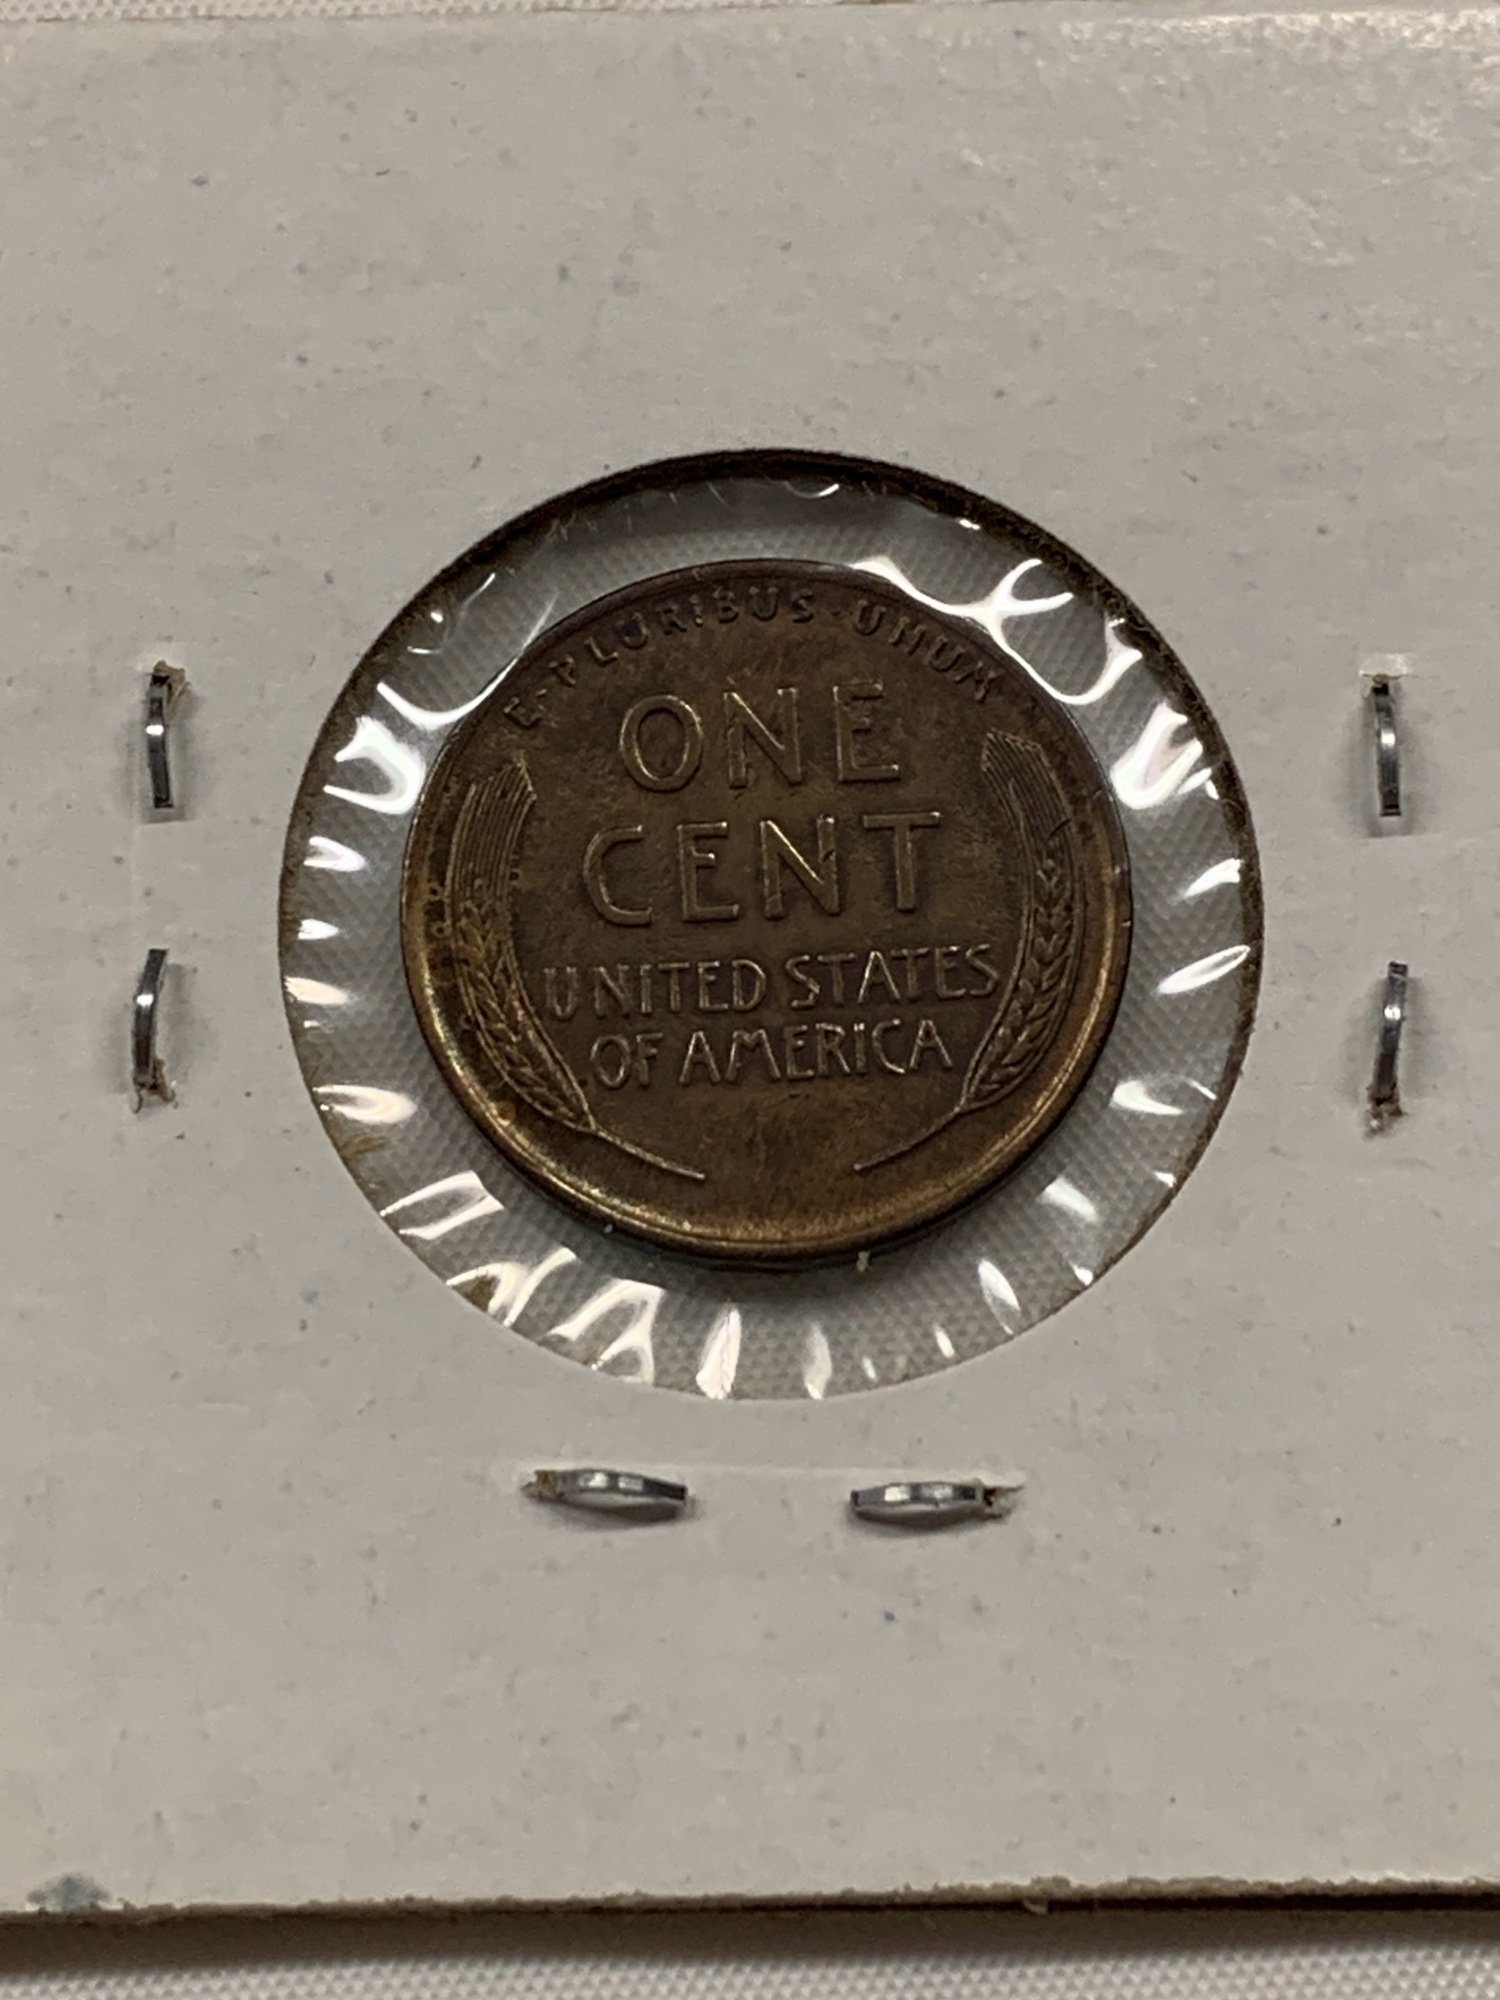 E·PLURIBUS·UNUM
ONE
CENT
UNITED STATES
OF AMERICA